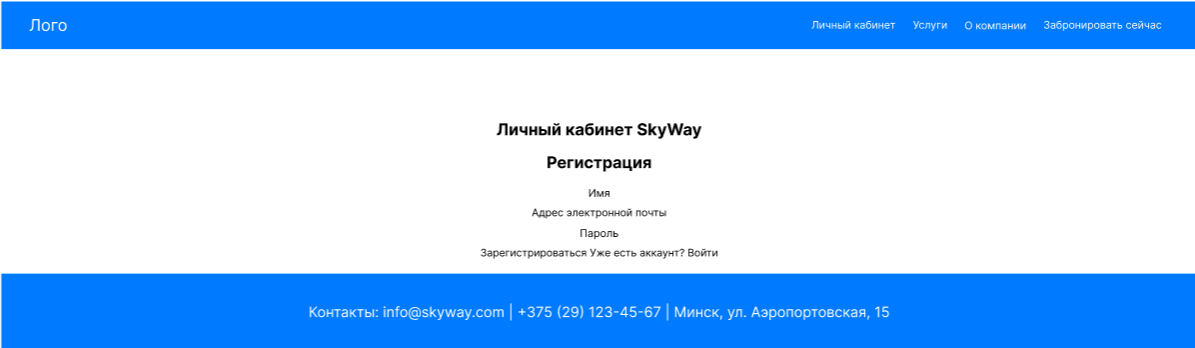 Лого Личный кабинет Услуги О компании Забронировать сейчас
Личный кабинет SkyWay
Регистрация
Имя
Адрес электронной почты
Пароль
Зарегистрироваться Уже есть аккаунт? Войти
Контакты: info@skyway.com | +375 (29) 123-45-67 | Минск, ул. Аэропортовская, 15